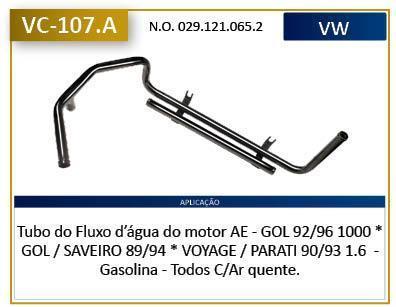 VC-107.A
N.O. 029.121.065.2
VW
APLICAÇÃO
Tubo do Fluxo d'água do motor AE - GOL 92/96 1000 *
GOL / SAVEIRO 89/94 * VOYAGE / PARATI 90/93 1.6 -
Gasolina - Todos C/Ar quente.